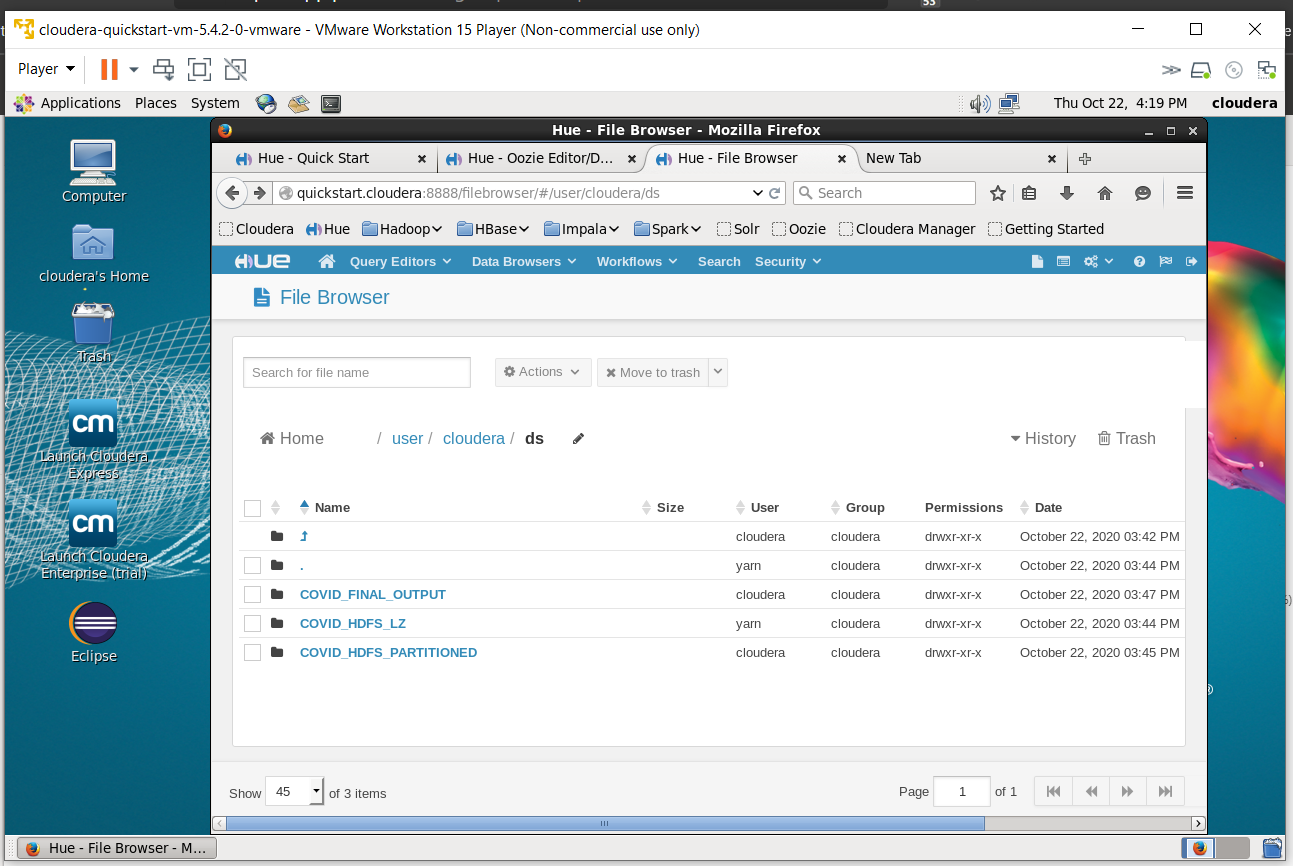 53
cloudera-quickstart-vm-5.4.2-0-vmware - VMware Workstation 15 Player (Non-commercial use only)
Player
Applications Places System Thu Oct 22, 4:19 PM cloudera
Computer
cloudera's Home
Trash
cm
Launch Cloudera
Express
cm
Launch Cloudera
Enterprise (trial)
Eclipse
Hue - File Browser - Mozilla Firefox
Hue - Quick Start Hue - Oozie Editor/D... Hue - File Browser New Tab
quickstart.cloudera:8888/filebrowser/#/user/cloudera/ds Search
Cloudera Hue Hadoop HBase Impala Spark Solr Oozie Cloudera Manager Getting Started
HUE Query Editors Data Browsers Workflows Search Security
File Browser
Search for file name Actions Move to trash
Home / user / cloudera / ds History Trash
Name Size User Group Permissions Date
cloudera cloudera drwxr-xr-x October 22, 2020 03:42 PM
. yarn cloudera drwxr-xr-x October 22, 2020 03:44 PM
COVID_FINAL_OUTPUT cloudera cloudera drwxr-xr-x October 22, 2020 03:47 PM
COVID_HDFS_LZ yarn cloudera drwxr-xr-x October 22, 2020 03:44 PM
COVID_HDFS_PARTITIONED cloudera cloudera drwxr-xr-x October 22, 2020 03:45 PM
Show 45 of 3 items Page 1 of 1
Hue - File Browser - M...